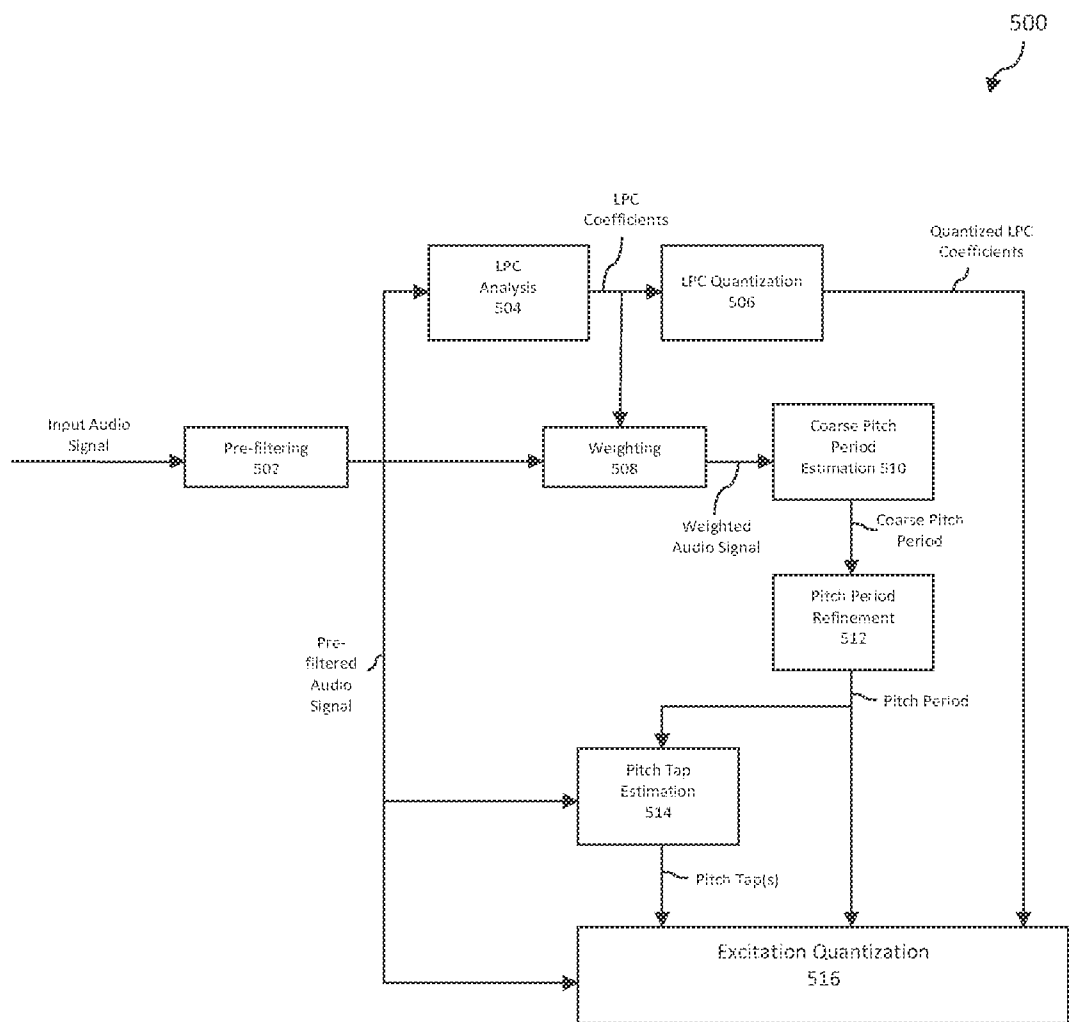 500
LPC
Coefficients
Quantized LPC
Coefficients
LPC
Analysis
504
LPC Quantization
506
Input Audio
Signal
Pre-filtering
502
Weighting
508
Coarse Pitch
Period
Estimation 510
Weighted
Audio Signal
Coarse Pitch
Period
Pitch Period
Refinement
512
Pre-
filtered
Audio
Signal
Pitch Period
Pitch Tap
Estimation
514
Pitch Tap(s)
Excitation Quantization
516